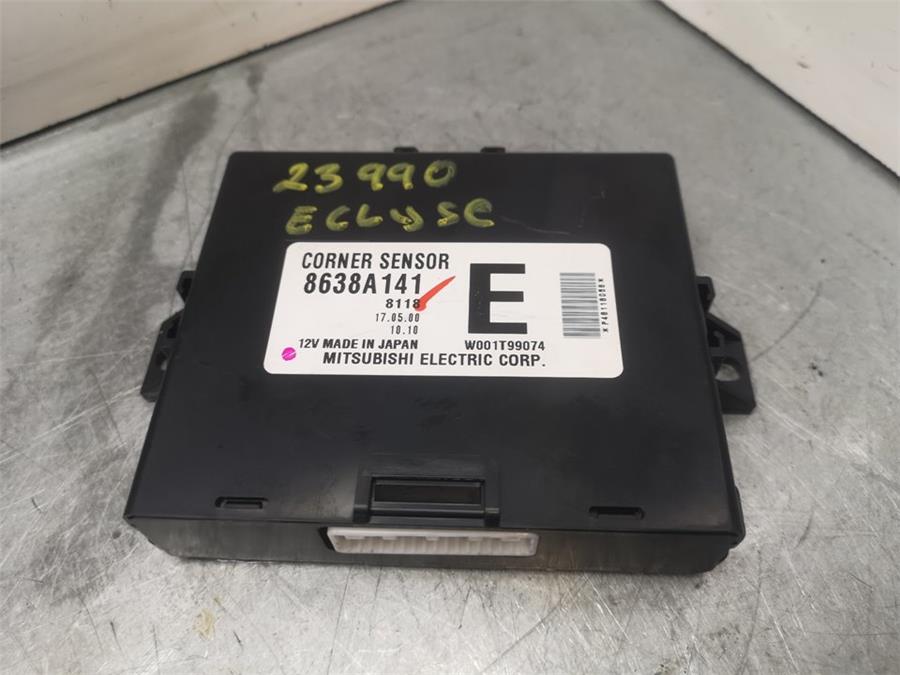 23990
ECLYSE
CORNER SENSOR
8638A141
8118
17.05.00
10.10
E
12V MADE IN JAPAN
W001T99074
MITSUBISHI ELECTRIC CORP.